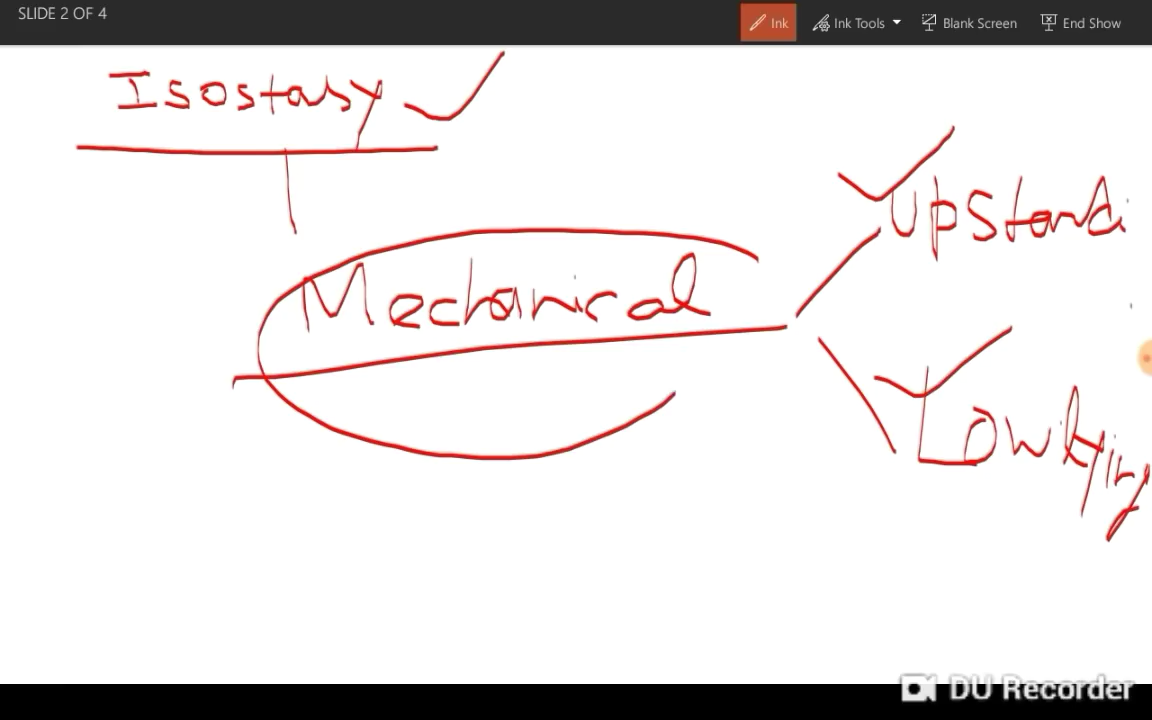 SLIDE 2 OF 4
Ink
Ink Tools
Blank Screen
End Show
Isostasy
Upstandi
Mechanical
Lowlying
DU Recorder